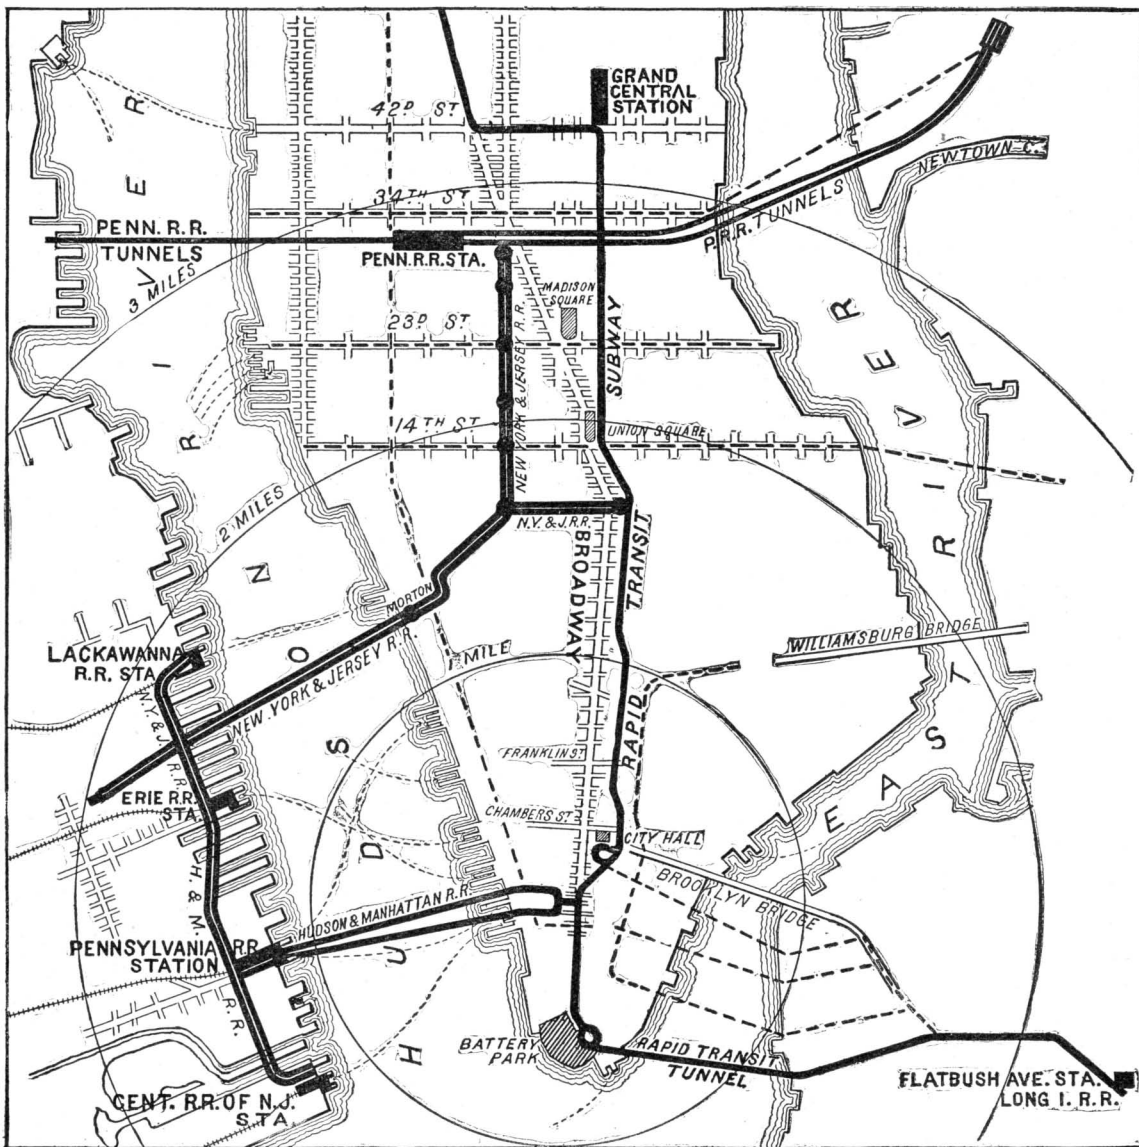 GRAND
CENTRAL
STATION
42D ST
NEWTOWN C.
34TH ST
PENN. R.R.
TUNNELS
PENN.R.R.STA.
P.R.R. TUNNELS
3 MILES
MADISON
SQUARE
23D ST
NEW YORK & JERSEY R.R.
SUBWAY
14TH ST
UNION SQUARE
2 MILES
N.Y. & J.R.R.
BROADWAY
TRANSIT
RAPID
MORTON
WILLIAMSBURG BRIDGE
1 MILE
LACKAWANNA
R.R. STA.
NEW YORK & JERSEY R.R.
N.Y. & J. R.R.
FRANKLIN ST
ERIE R.R.
STA.
CHAMBERS ST
CITY HALL
BROOKLYN BRIDGE
H. & M.
R.R.
HUDSON & MANHATTAN R.R.
PENNSYLVANIA R.R.
STATION
BATTERY
PARK
RAPID TRANSIT
TUNNEL
FLATBUSH AVE. STA.
LONG I. R.R.
CENT. R.R. OF N.J.
STA.
HUDSON RIVER
EAST RIVER